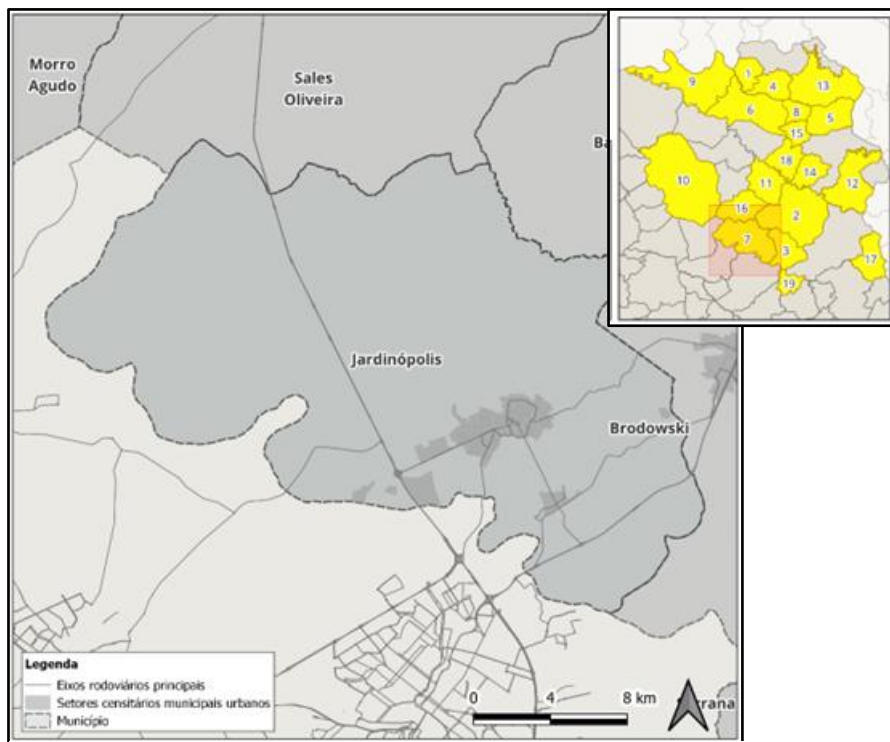 Morro
Agudo
Sales
Oliveira
Ba
Jardinópolis
Brodowski
rrana
Legenda
Eixos rodoviários principais
Setores censitários municipais urbanos
Município
0 4 8 km
9
1
4
13
6
8
5
15
18
14
10
11
12
16
2
7
3
17
19